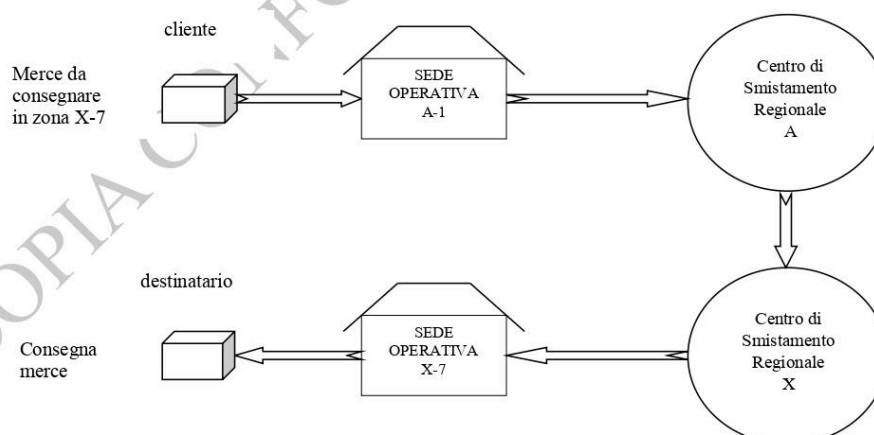 cliente
Merce da
consegnare
in zona X-7
SEDE
OPERATIVA
A-1
Centro di
Smistamento
Regionale
A
destinatario
Consegna
merce
SEDE
OPERATIVA
X-7
Centro di
Smistamento
Regionale
X
COPIA